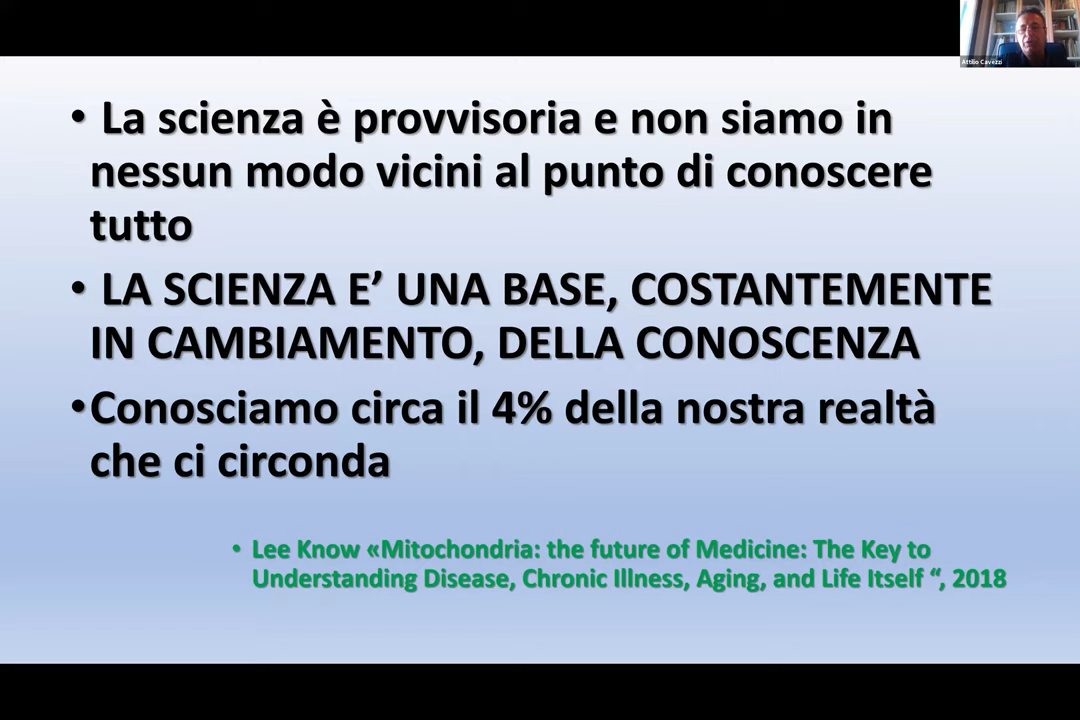 Attilio Cavezzi
• La scienza è provvisoria e non siamo in
nessun modo vicini al punto di conoscere
tutto
• LA SCIENZA E’ UNA BASE, COSTANTEMENTE
IN CAMBIAMENTO, DELLA CONOSCENZA
•Conosciamo circa il 4% della nostra realtà
che ci circonda
• Lee Know «Mitochondria: the future of Medicine: The Key to
Understanding Disease, Chronic Illness, Aging, and Life Itself “, 2018